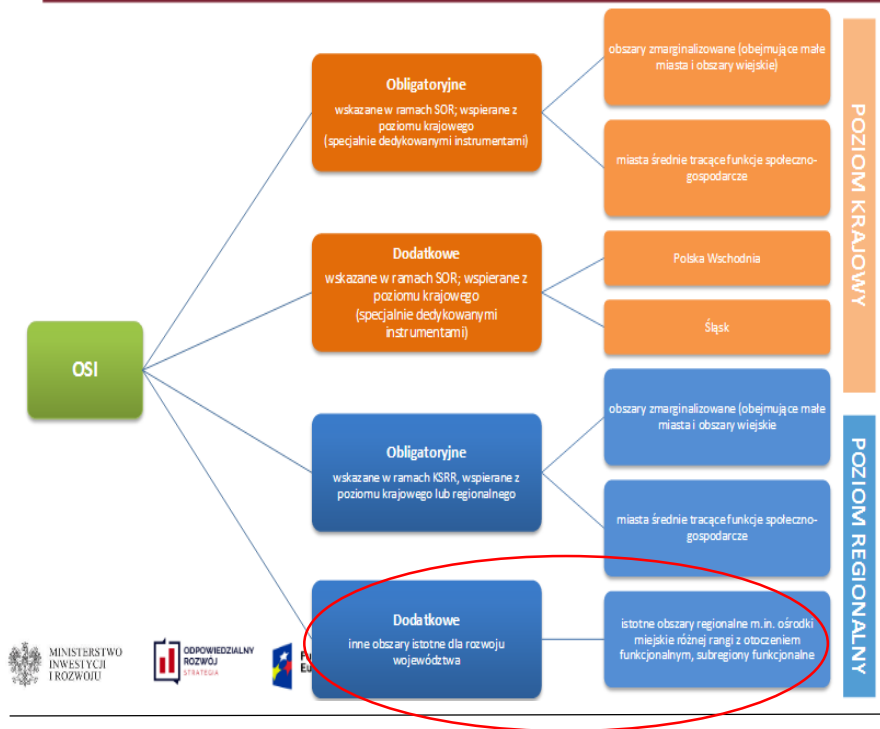 OSI
Obligatoryjne
wskazane w ramach SOR; wspierane z
poziomu krajowego
(specjalnie dedykowanymi instrumentami)
obszary zmarginalizowane (obejmujące małe
miasta i obszary wiejskie)
miasta średnie tracące funkcje społeczno-
gospodarcze
Dodatkowe
wskazane w ramach SOR; wspierane z
poziomu krajowego
(specjalnie dedykowanymi
instrumentami)
Polska Wschodnia
Śląsk
POZIOM KRAJOWY
Obligatoryjne
wskazane w ramach KSRR, wspierane z
poziomu krajowego lub regionalnego
obszary zmarginalizowane (obejmujące małe
miasta i obszary wiejskie
miasta średnie tracące funkcje społeczno-
gospodarcze
Dodatkowe
inne obszary istotne dla rozwoju
województwa
istotne obszary regionalne m.in. ośrodki
miejskie różnej rangi z otoczeniem
funkcjonalnym, subregiony funkcjonalne
POZIOM REGIONALNY
MINISTERSTWO
INWESTYCJI
I ROZWOJU
ODPOWIEDZIALNY
ROZWÓJ
STRATEGIA